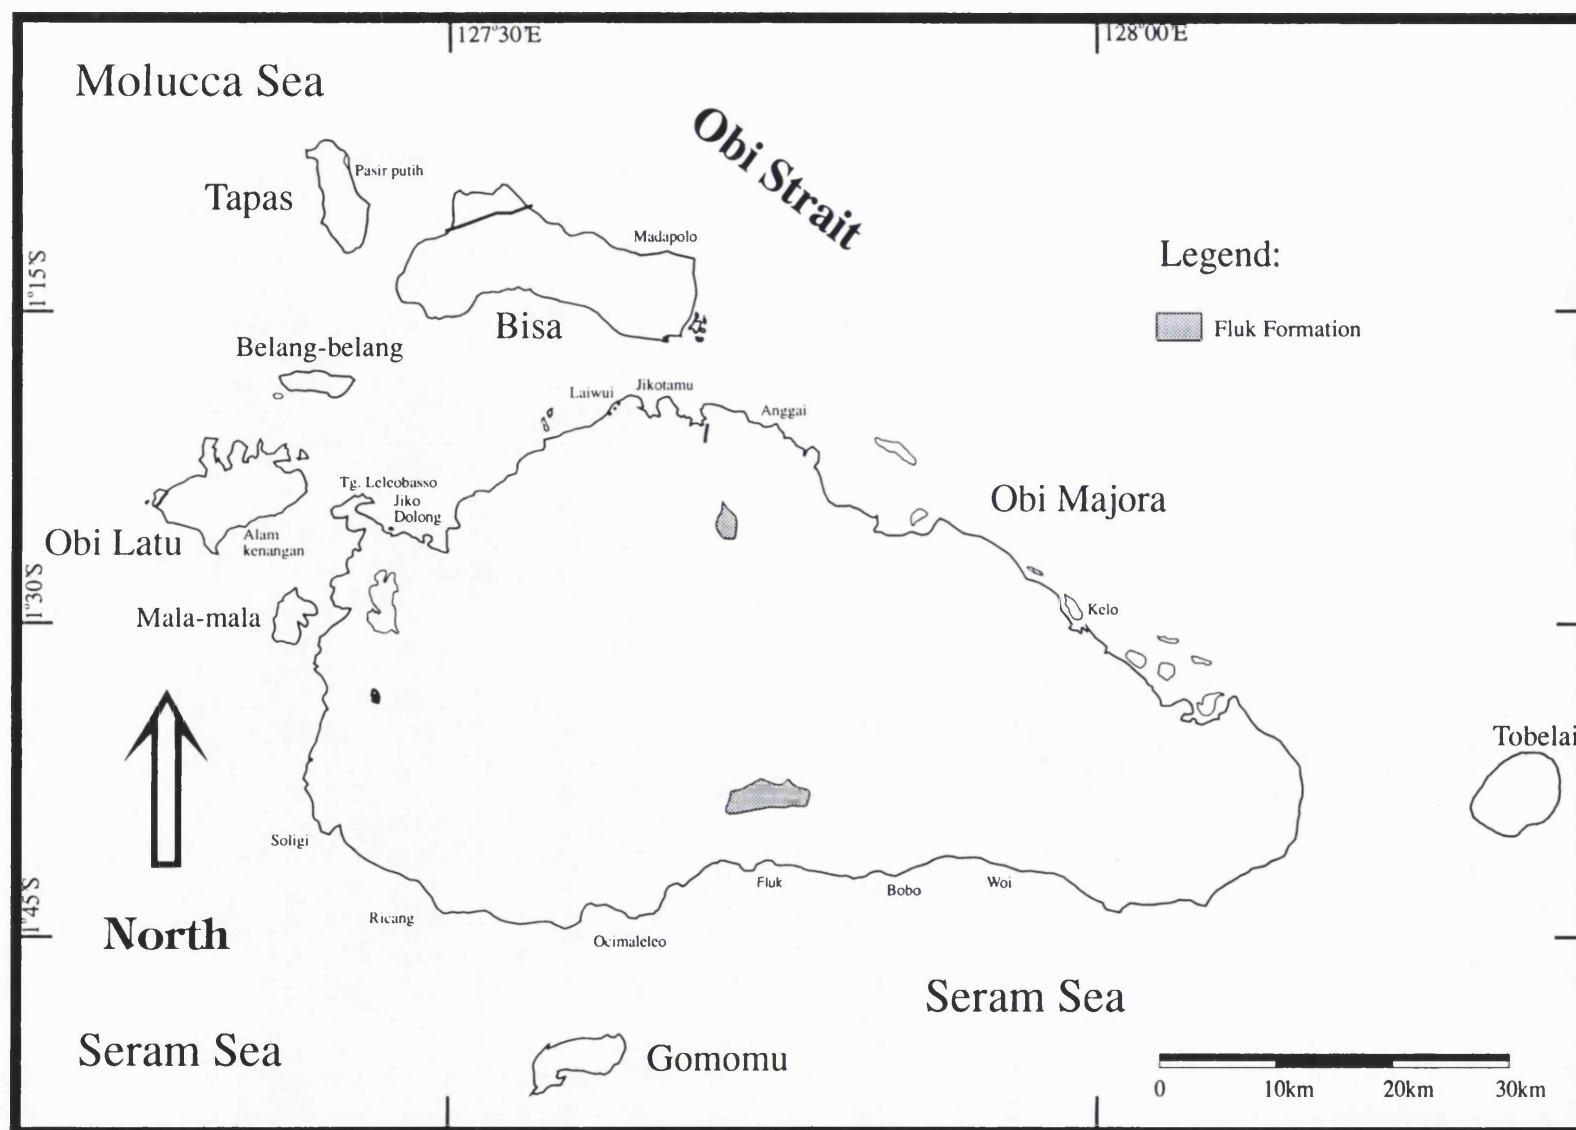 127°30'E
128°00'E
Molucca Sea
Obi Strait
Pasir putih
Tapas
Madapolo
1°15'S
Legend:
Bisa
Fluk Formation
Belang-belang
Laiwui
Jikotamu
Anggai
Tg. Leleobasso
Jiko
Dolong
Obi Majora
Obi Latu
Alam
kenangan
1°30'S
Mala-mala
Kelo
Tobelai
Soligi
Fluk
Bobo
Woi
1°45'S
Ricang
North
Ocimaleleo
Seram Sea
Seram Sea
Gomomu
0
10km
20km
30km